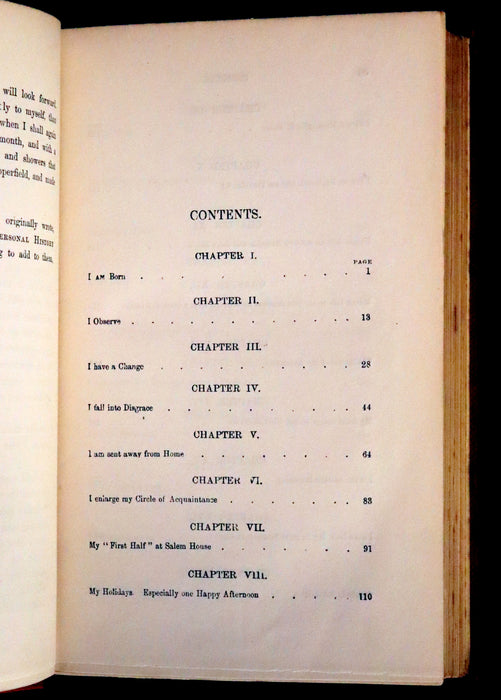 will look forward,
ly to myself, than
when I shall again
month, and with a
and showers that
pperfield, and made
originally wrote,
ERSONAL HISTORY
g to add to them,
CONTENTS.
CHAPTER I.
PAGE
I AM Born . . . . . . . 1
CHAPTER II.
I Observe . . . . . . . . . . . 13
CHAPTER III.
I have a Change . . . . . . . . . 28
CHAPTER IV.
I fall into Disgrace . . . . . . . . . 44
CHAPTER V.
I am sent away from Home . . . . . . . . 64
CHAPTER VI.
I enlarge my Circle of Acquaintance . . . . . . 83
CHAPTER VII.
My "First Half" at Salem House . . . . . . . 91
CHAPTER VIII.
My Holidays. Especially one Happy Afternoon . . . . . 110